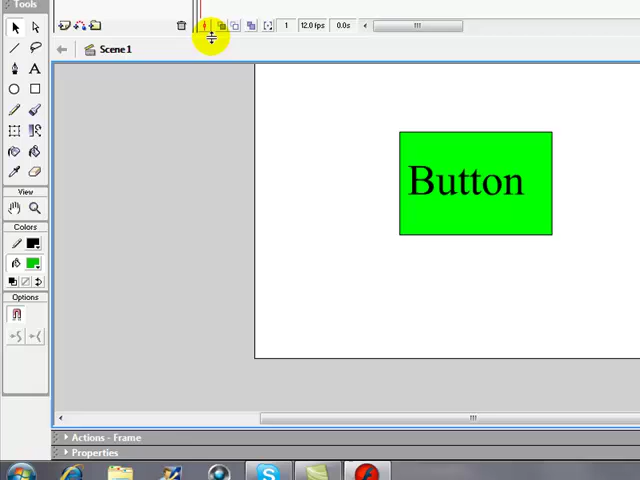 Tools
1 12.0 fps 0.0s
Scene 1
A
Button
View
Colors
Options
Actions - Frame
Properties